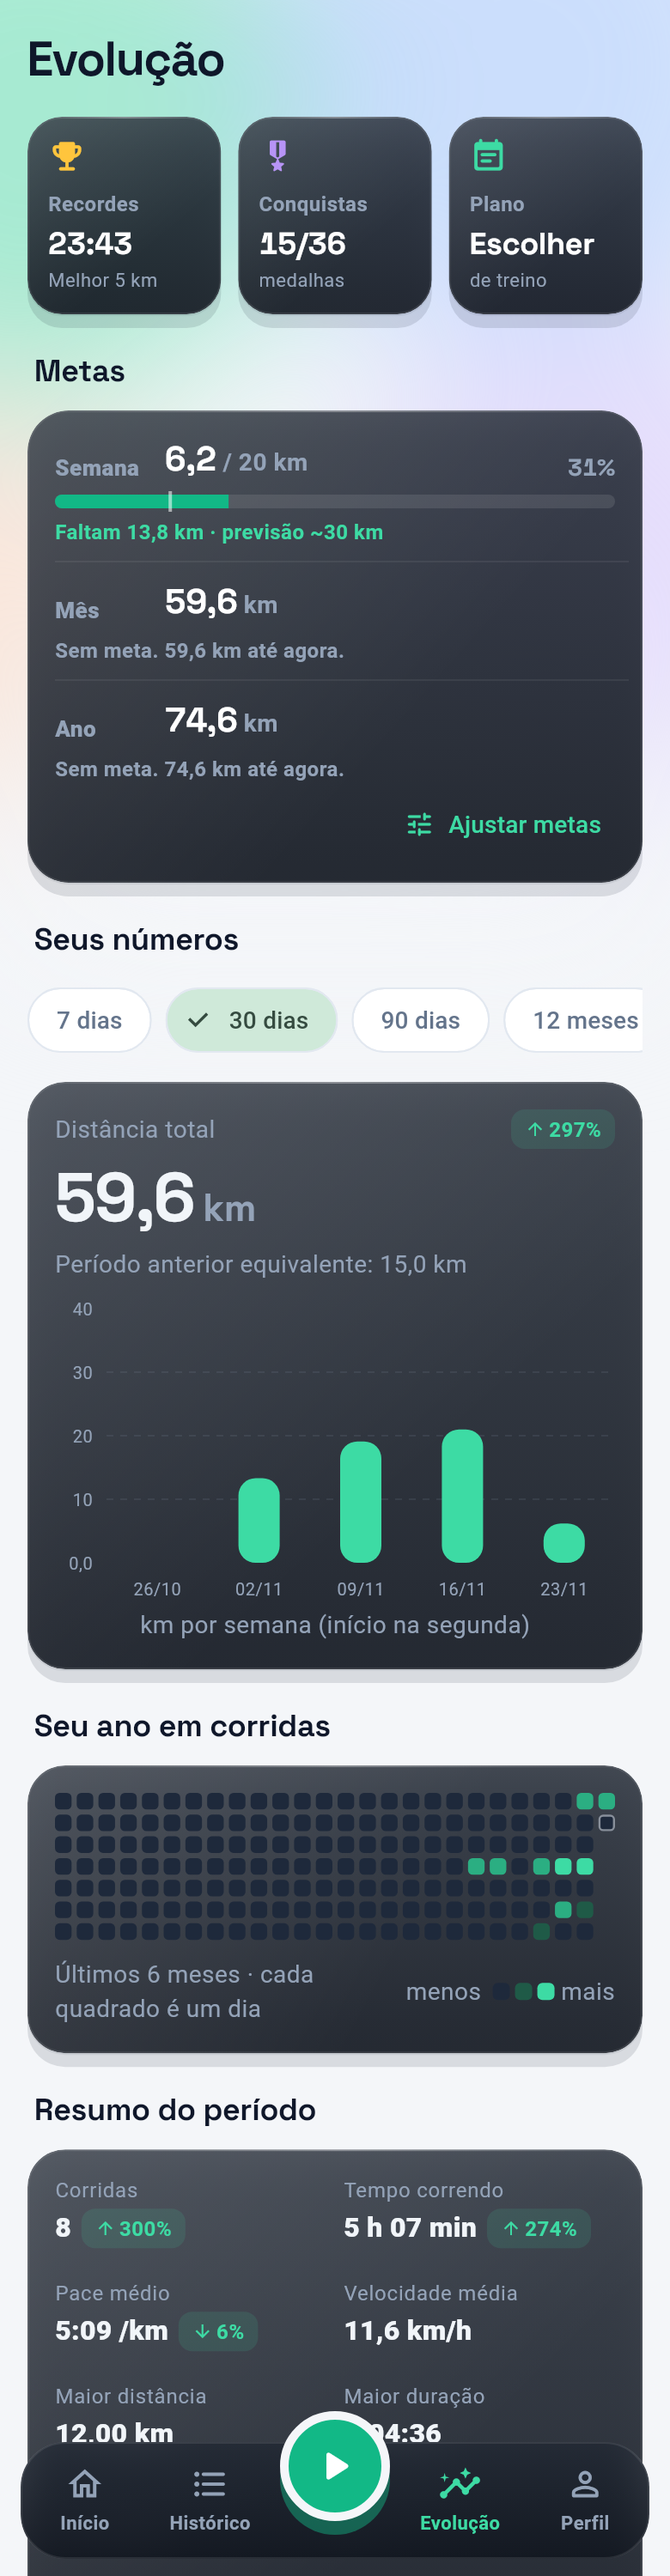 Evolução
Recordes
23:43
Melhor 5 km
Conquistas
15/36
medalhas
Plano
Escolher
de treino
Metas
Semana 6,2 / 20 km 31%
Faltam 13,8 km · previsão ~30 km
Mês 59,6 km
Sem meta. 59,6 km até agora.
Ano 74,6 km
Sem meta. 74,6 km até agora.
Ajustar metas
Seus números
7 dias 30 dias 90 dias 12 meses
Distância total ↑ 297%
59,6 km
Período anterior equivalente: 15,0 km
40
30
20
10
0,0
26/10 02/11 09/11 16/11 23/11
km por semana (início na segunda)
Seu ano em corridas
Últimos 6 meses · cada
quadrado é um dia
menos mais
Resumo do período
Corridas
8 ↑ 300%
Tempo correndo
5 h 07 min ↑ 274%
Pace médio
5:09 /km ↓ 6%
Velocidade média
11,6 km/h
Maior distância
12,00 km
Maior duração
04:36
Início Histórico Evolução Perfil